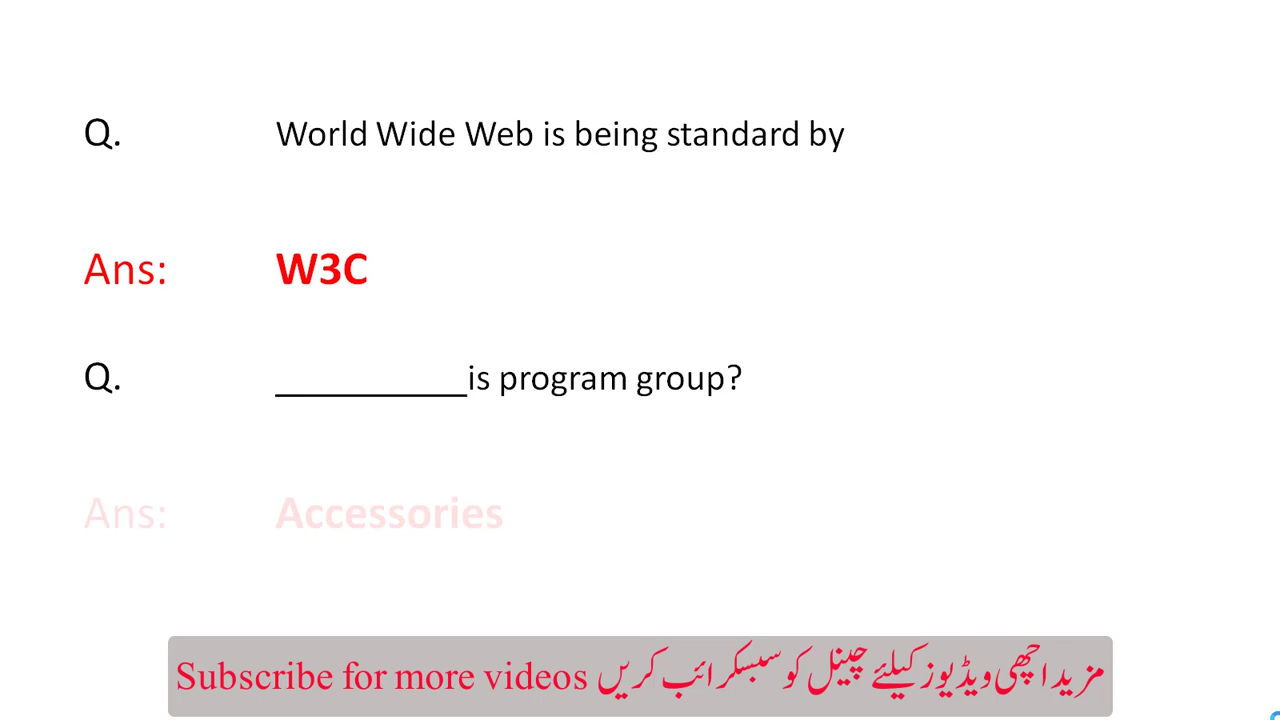 Q. World Wide Web is being standard by
Ans: W3C
Q. __________is program group?
Ans: Accessories
Subscribe for more videos مزید اچھی ویڈیوز کیلئے چینل کو سبسکرائب کریں